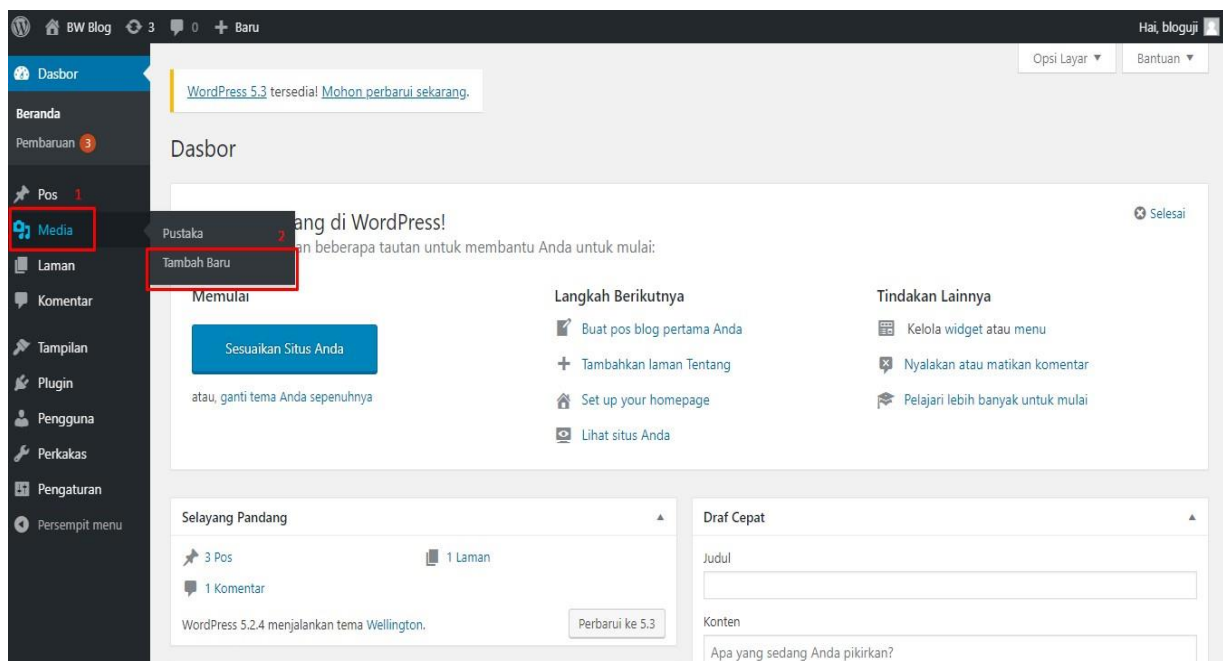 BW Blog 3 0 + Baru
Hai, bloguji
Opsi Layar ▼
Bantuan ▼
Dasbor
Beranda
Pembaruan 3
Pos 1
Media
Laman
Komentar
Tampilan
Plugin
Pengguna
Perkakas
Pengaturan
Persempit menu
Pustaka 2
Tambah Baru
WordPress 5.3 tersedia! Mohon perbarui sekarang.
Dasbor
ang di WordPress!
Selesai
an beberapa tautan untuk membantu Anda untuk mulai:
Memulai
Sesuaikan Situs Anda
atau, ganti tema Anda sepenuhnya
Langkah Berikutnya
Buat pos blog pertama Anda
Tambahkan laman Tentang
Set up your homepage
Lihat situs Anda
Tindakan Lainnya
Kelola widget atau menu
Nyalakan atau matikan komentar
Pelajari lebih banyak untuk mulai
Selayang Pandang
3 Pos
1 Laman
1 Komentar
WordPress 5.2.4 menjalankan tema Wellington.
Perbarui ke 5.3
Draf Cepat
Judul
Konten
Apa yang sedang Anda pikirkan?